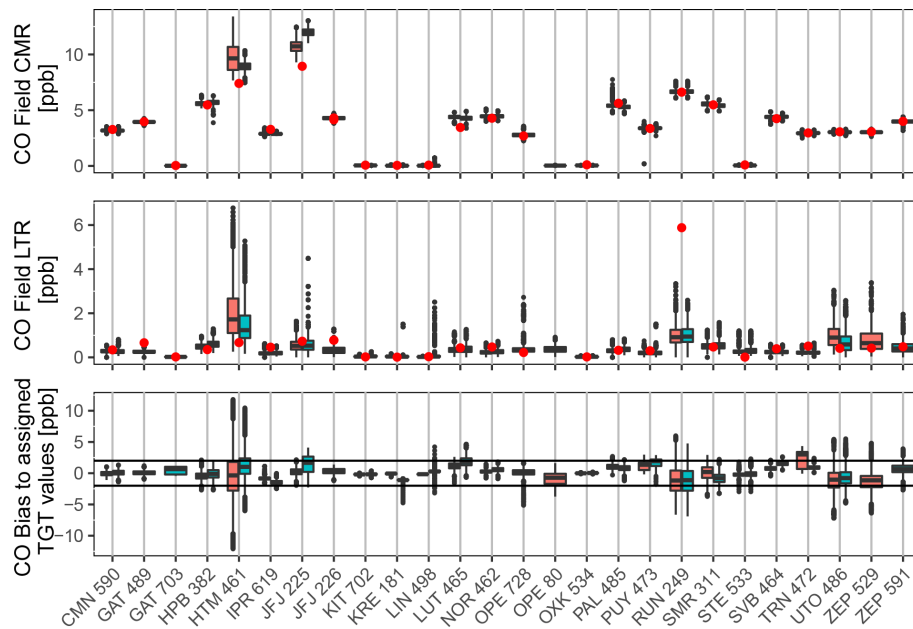 CO Field CMR
[ppb]
10
5
0
CO Field LTR
[ppb]
6
4
2
0
CO Bias to assigned
TGT values [ppb]
10
5
0
−5
−10
CMN 590
GAT 489
GAT 703
HPB 382
HTM 461
IPR 619
JFJ 225
JFJ 226
KIT 702
KRE 181
LIN 498
LUT 465
NOR 462
OPE 728
OPE 80
OXK 534
PAL 485
PUY 473
RUN 249
SMR 311
STE 533
SVB 464
TRN 472
UTO 486
ZEP 529
ZEP 591